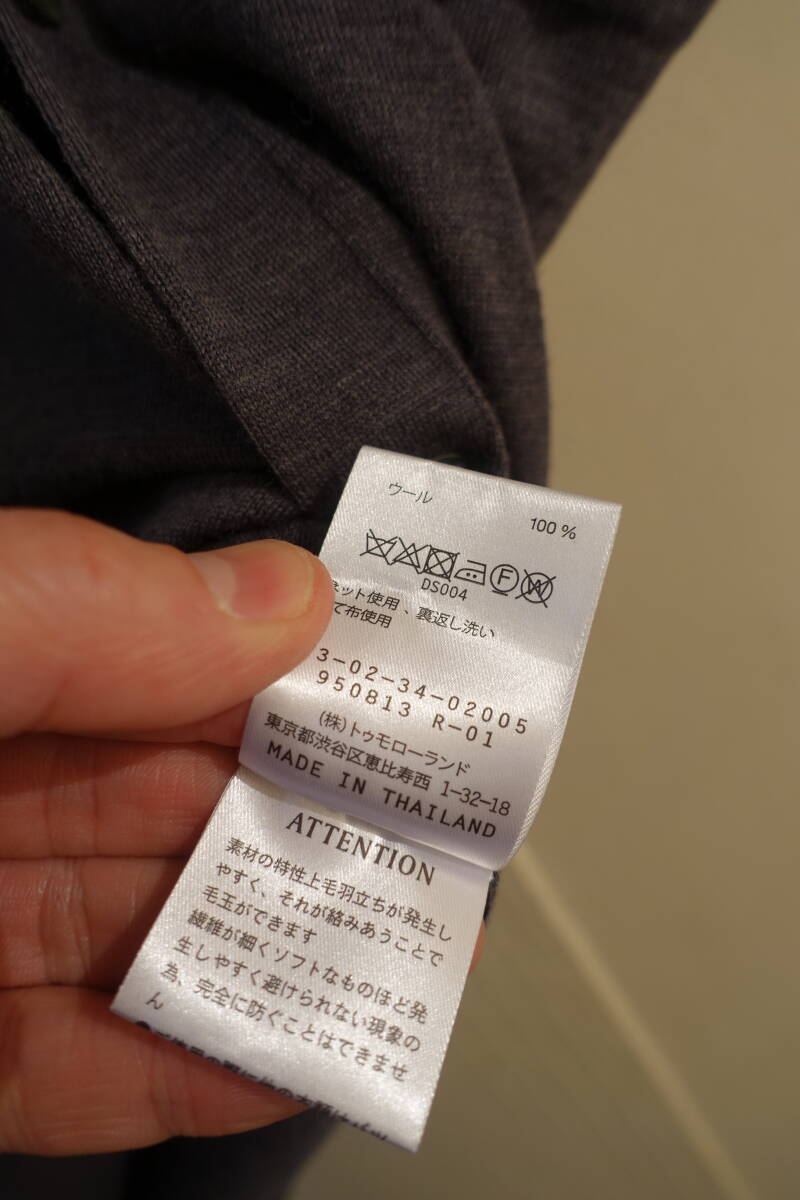 ウール
100 %
F W
DS004
ット使用、裏返し洗い
て布使用
3-02-34-02005
950813 R-01
(株)トゥモローランド
東京都渋谷区恵比寿西 1-32-18
MADE IN THAILAND
ATTENTION
素材の特性上毛羽立ちが発生し
やすく、それが絡みあうことで
毛玉ができます
繊維が細くソフトなものほど発
生しやすく避けられない現象の
為、完全に防ぐことはできませ
ん